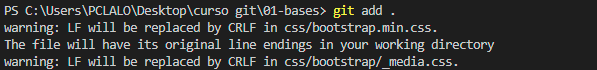 PS C:\Users\PCLALO\Desktop\curso git\01-bases> git add .
warning: LF will be replaced by CRLF in css/bootstrap.min.css.
The file will have its original line endings in your working directory
warning: LF will be replaced by CRLF in css/bootstrap/_media.css.